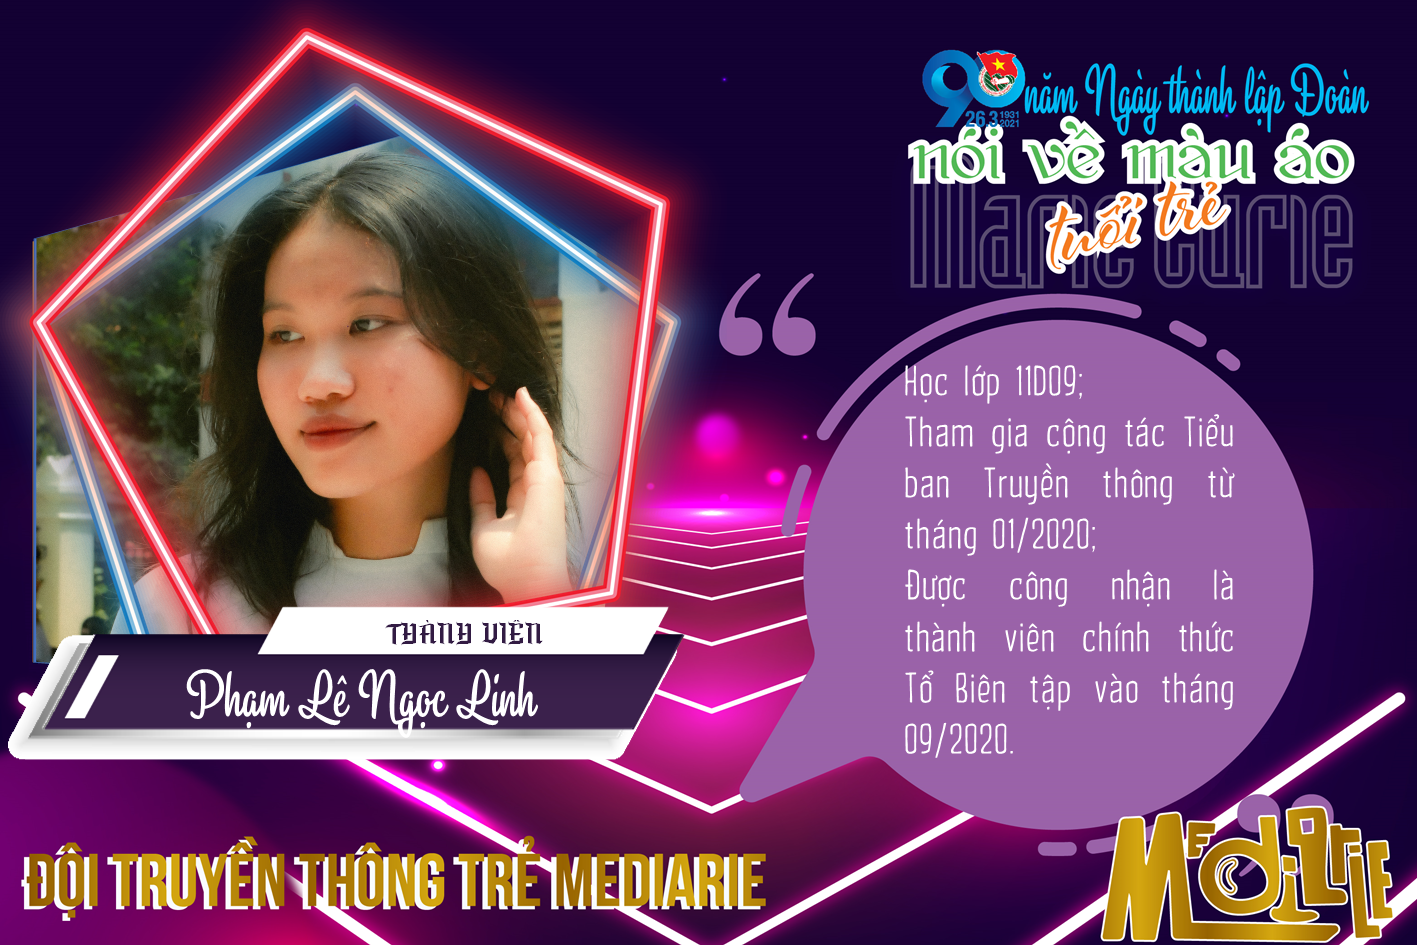 90 năm Ngày thành lập Đoàn
26.3 1931 2021
nói về màu áo
tuổi trẻ
Marie Curie
“
Học lớp 11D09;
Tham gia cộng tác Tiểu
ban Truyền thông từ
tháng 01/2020;
Được công nhận là
thành viên chính thức
Tổ Biên tập vào tháng
09/2020.
”
THÀNH VIÊN
Phạm Lê Ngọc Linh
ĐỘI TRUYỀN THÔNG TRẺ MEDIARIE
MEDIARIE